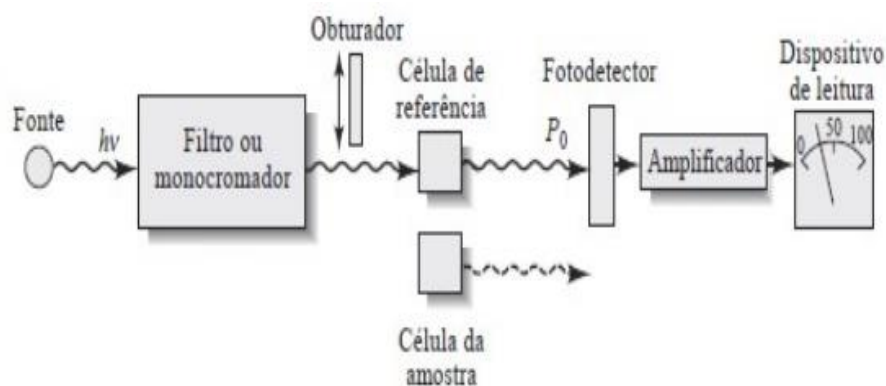 Obturador
Célula de
referência
Fotodetector
Dispositivo
de leitura
Fonte
hν
Filtro ou
monocromador
P0
Amplificador
0 50 100
Célula da
amostra